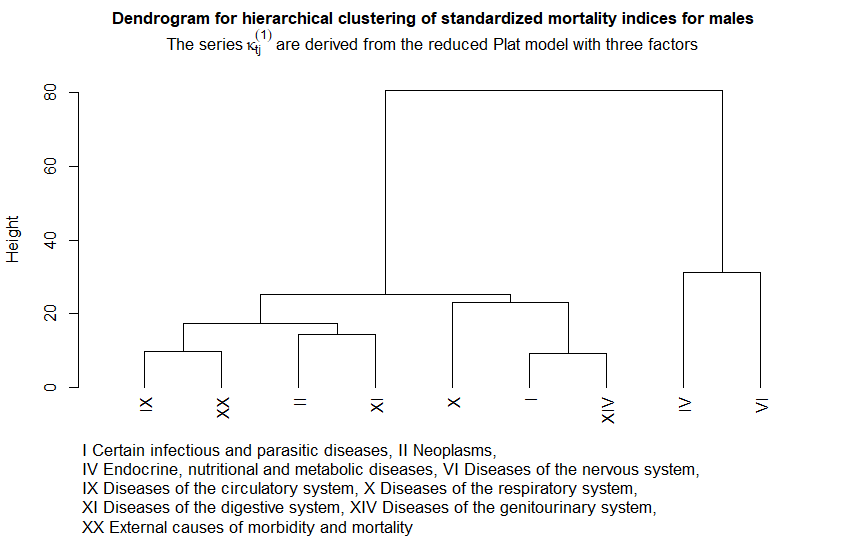 Dendrogram for hierarchical clustering of standardized mortality indices for males
The series κtj(1) are derived from the reduced Plat model with three factors
80
60
40
20
0
Height
IX XX II XI X I XIV IV VI
I Certain infectious and parasitic diseases, II Neoplasms,
IV Endocrine, nutritional and metabolic diseases, VI Diseases of the nervous system,
IX Diseases of the circulatory system, X Diseases of the respiratory system,
XI Diseases of the digestive system, XIV Diseases of the genitourinary system,
XX External causes of morbidity and mortality